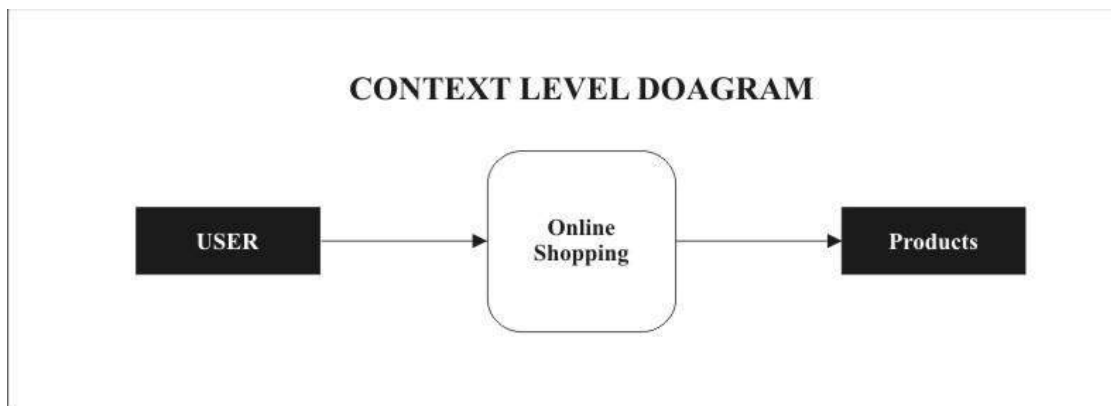 CONTEXT LEVEL DOAGRAM
USER
Online
Shopping
Products